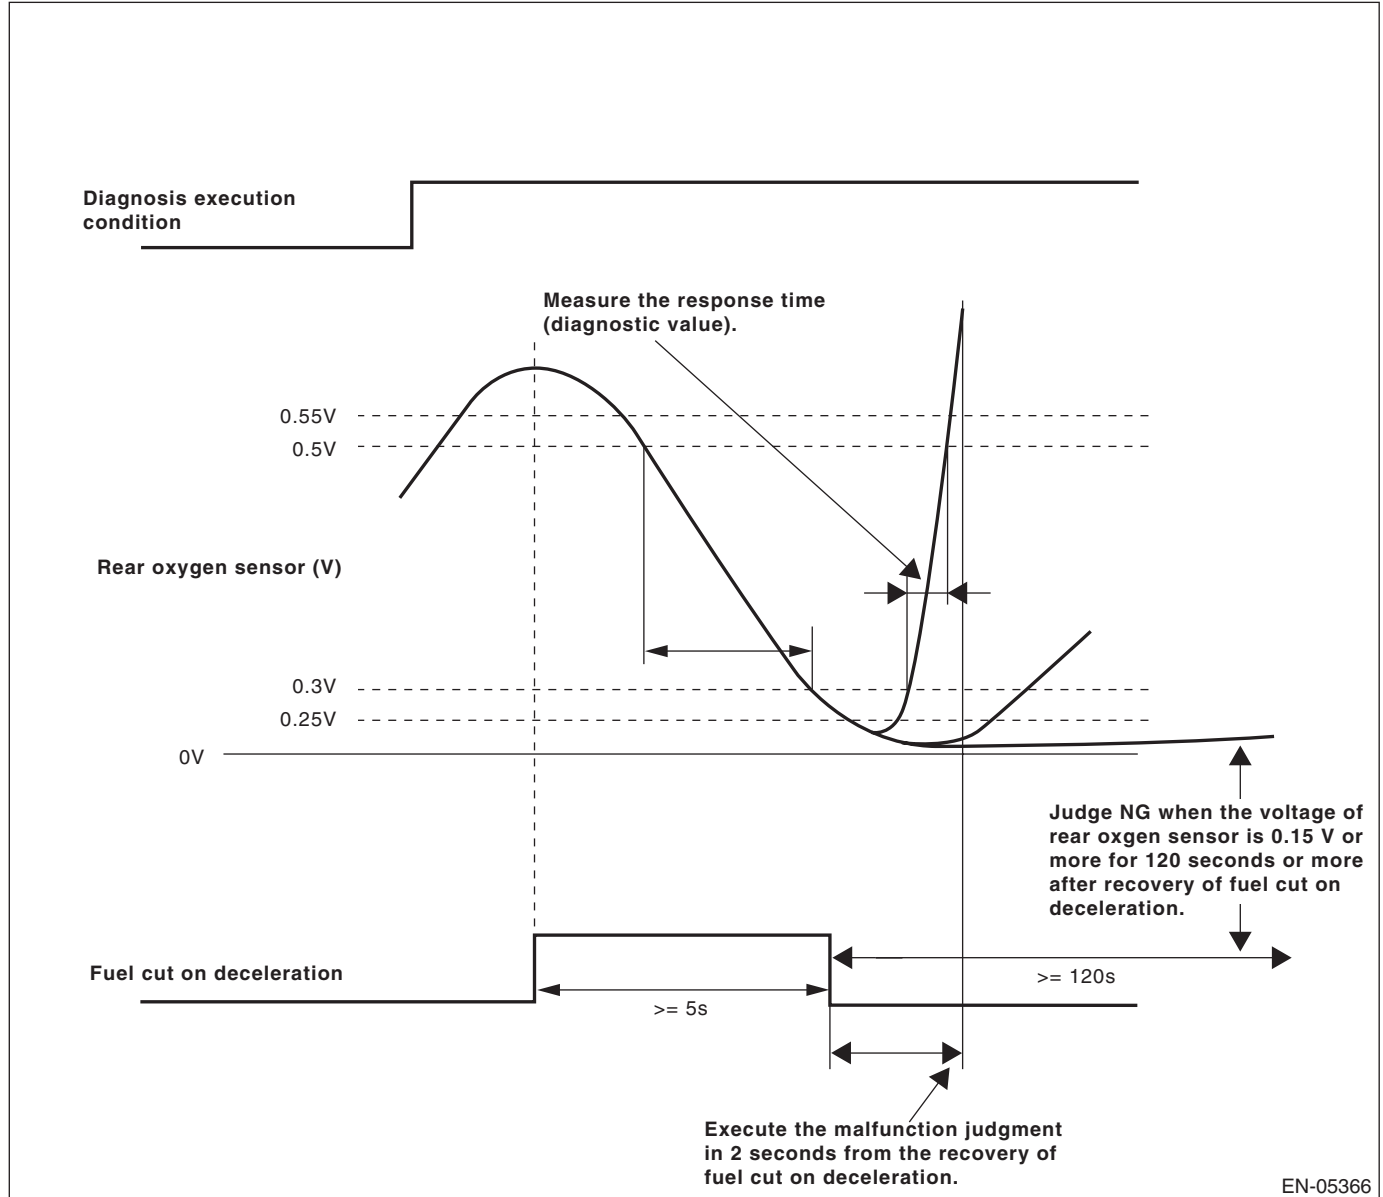 Diagnosis execution
condition
Measure the response time
(diagnostic value).
0.55V
0.5V
Rear oxygen sensor (V)
0.3V
0.25V
0V
Judge NG when the voltage of
rear oxgen sensor is 0.15 V or
more for 120 seconds or more
after recovery of fuel cut on
deceleration.
Fuel cut on deceleration
>= 120s
>= 5s
Execute the malfunction judgment
in 2 seconds from the recovery of
fuel cut on deceleration.
EN-05366